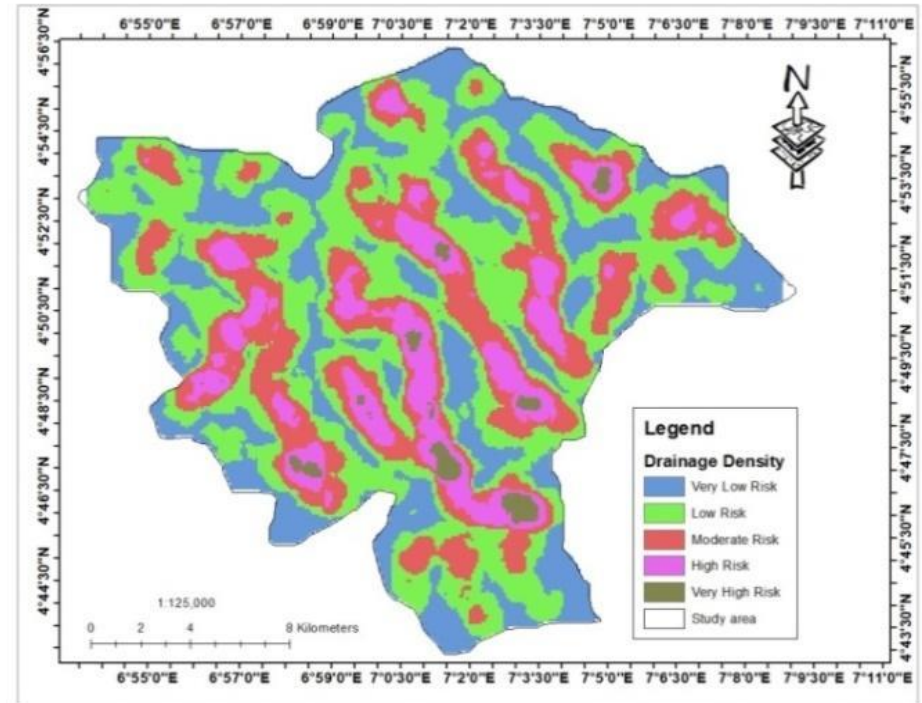 6°55'0"E 6°57'0"E 6°59'0"E 7°0'30"E 7°2'0"E 7°3'30"E 7°5'0"E 7°6'30"E 7°8'0"E 7°9'30"E 7°11'0"E
4°56'30"N
4°54'30"N
4°52'30"N
4°50'30"N
4°48'30"N
4°46'30"N
4°44'30"N
N
4°55'30"N
4°53'30"N
4°51'30"N
4°49'30"N
4°47'30"N
4°45'30"N
4°43'30"N
Legend
Drainage Density
Very Low Risk
Low Risk
Moderate Risk
High Risk
Very High Risk
Study area
1:125,000
0 2 4 8 Kilometers
6°55'0"E 6°57'0"E 6°59'0"E 7°0'30"E 7°2'0"E 7°3'30"E 7°5'0"E 7°6'30"E 7°8'0"E 7°9'30"E 7°11'0"E